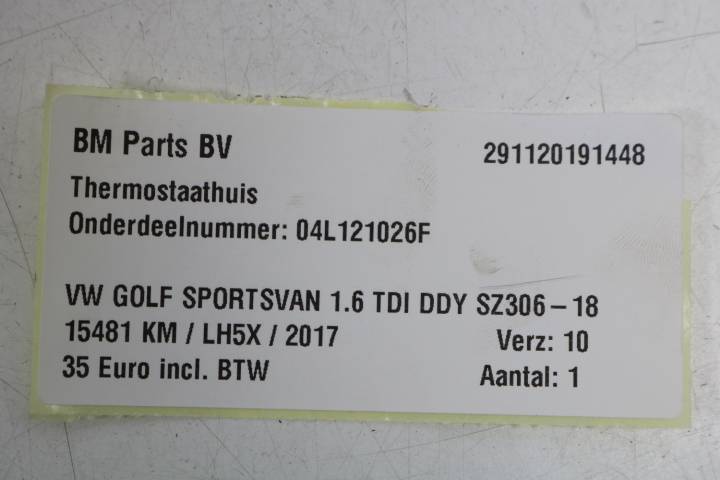 BM Parts BV 291120191448
Thermostaathuis
Onderdeelnummer: 04L121026F
VW GOLF SPORTSVAN 1.6 TDI DDY SZ306-18
15481 KM / LH5X / 2017 Verz: 10
35 Euro incl. BTW Aantal: 1